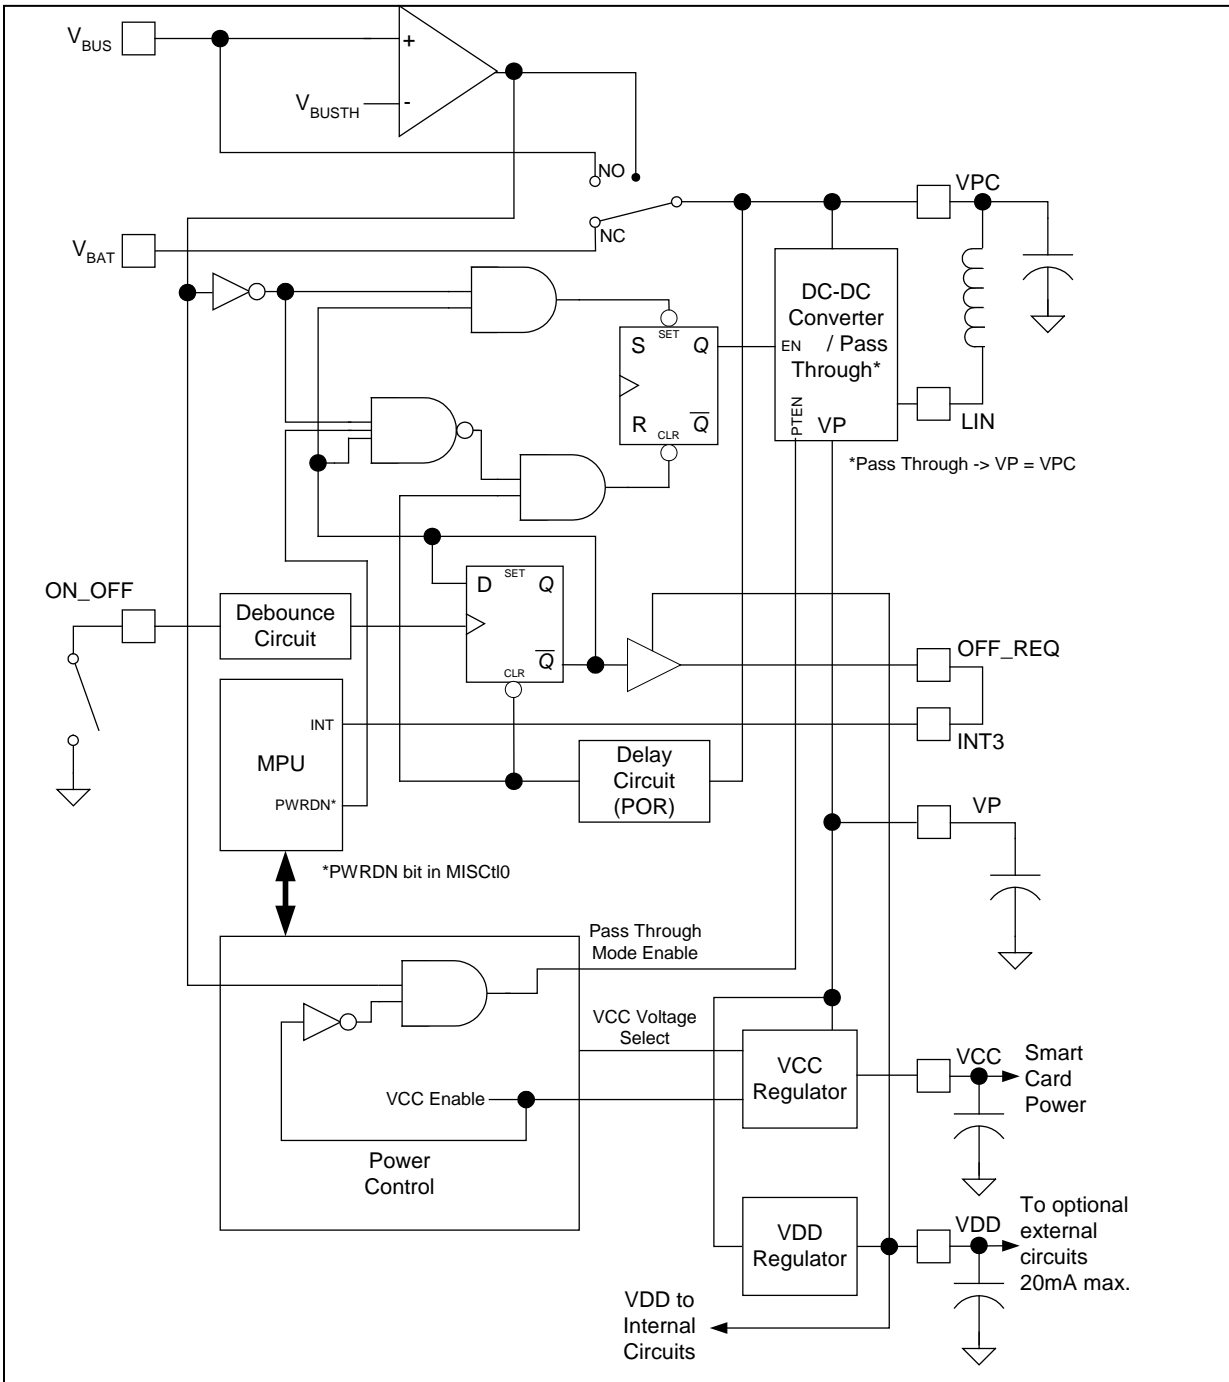 VBUS
+
VBUSTH
-
NO
VPC
VBAT
NC
DC-DC
Converter
/ Pass
Through*
EN
PTEN
VP
SET
S
Q
R
Q
CLR
LIN
*Pass Through -> VP = VPC
ON_OFF
Debounce
Circuit
D
SET
Q
Q
CLR
OFF_REQ
INT
MPU
PWRDN*
INT3
Delay
Circuit
(POR)
VP
*PWRDN bit in MISCtl0
Pass Through
Mode Enable
VCC Voltage
Select
VCC Enable
Power
Control
VCC
Regulator
VCC
Smart
Card
Power
VDD
Regulator
VDD
To optional
external
circuits
20mA max.
VDD to
Internal
Circuits